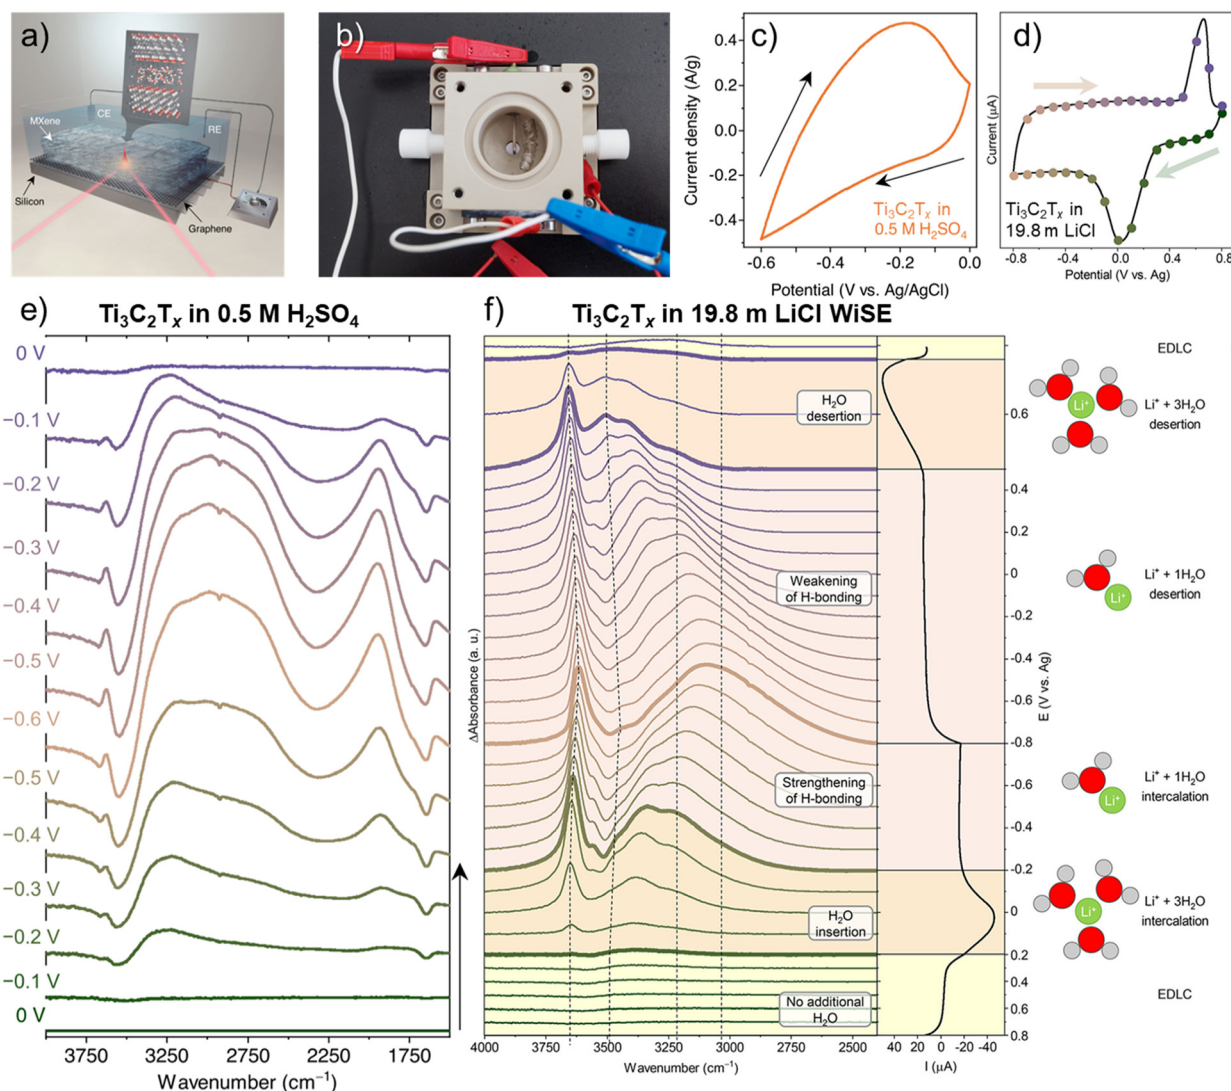 a)
CE
MXene
RE
Silicon
Graphene
b)
c)
Current density (A/g)
0.4
0.2
0.0
−0.2
−0.4
Ti₃C₂Tₓ in
0.5 M H₂SO₄
−0.6
−0.4
−0.2
0.0
Potential (V vs. Ag/AgCl)
d)
Current (μA)
Ti₃C₂Tₓ in
19.8 m LiCl
-0.8
-0.4
0.0
0.4
0.8
Potential (V vs. Ag)
e)
Ti₃C₂Tₓ in 0.5 M H₂SO₄
0 V
−0.1 V
−0.2 V
−0.3 V
−0.4 V
−0.5 V
−0.6 V
−0.5 V
−0.4 V
−0.3 V
−0.2 V
−0.1 V
0 V
3750
3250
2750
2250
1750
Wavenumber (cm⁻¹)
f)
Ti₃C₂Tₓ in 19.8 m LiCl WiSE
ΔAbsorbance (a. u.)
H₂O
desertion
Weakening
of H-bonding
Strengthening
of H-bonding
H₂O
insertion
No additional
H₂O
4000
3750
3500
3250
3000
2750
2500
Wavenumber (cm⁻¹)
0.6
0.4
0.2
0
-0.2
-0.4
-0.6
-0.8
-0.6
-0.4
-0.2
0
0.2
0.4
0.6
0.8
E (V vs. Ag)
40
20
0
-20
-40
I (μA)
EDLC
Li⁺
Li⁺ + 3H₂O
desertion
Li⁺
Li⁺ + 1H₂O
desertion
Li⁺
Li⁺ + 1H₂O
intercalation
Li⁺
Li⁺ + 3H₂O
intercalation
EDLC